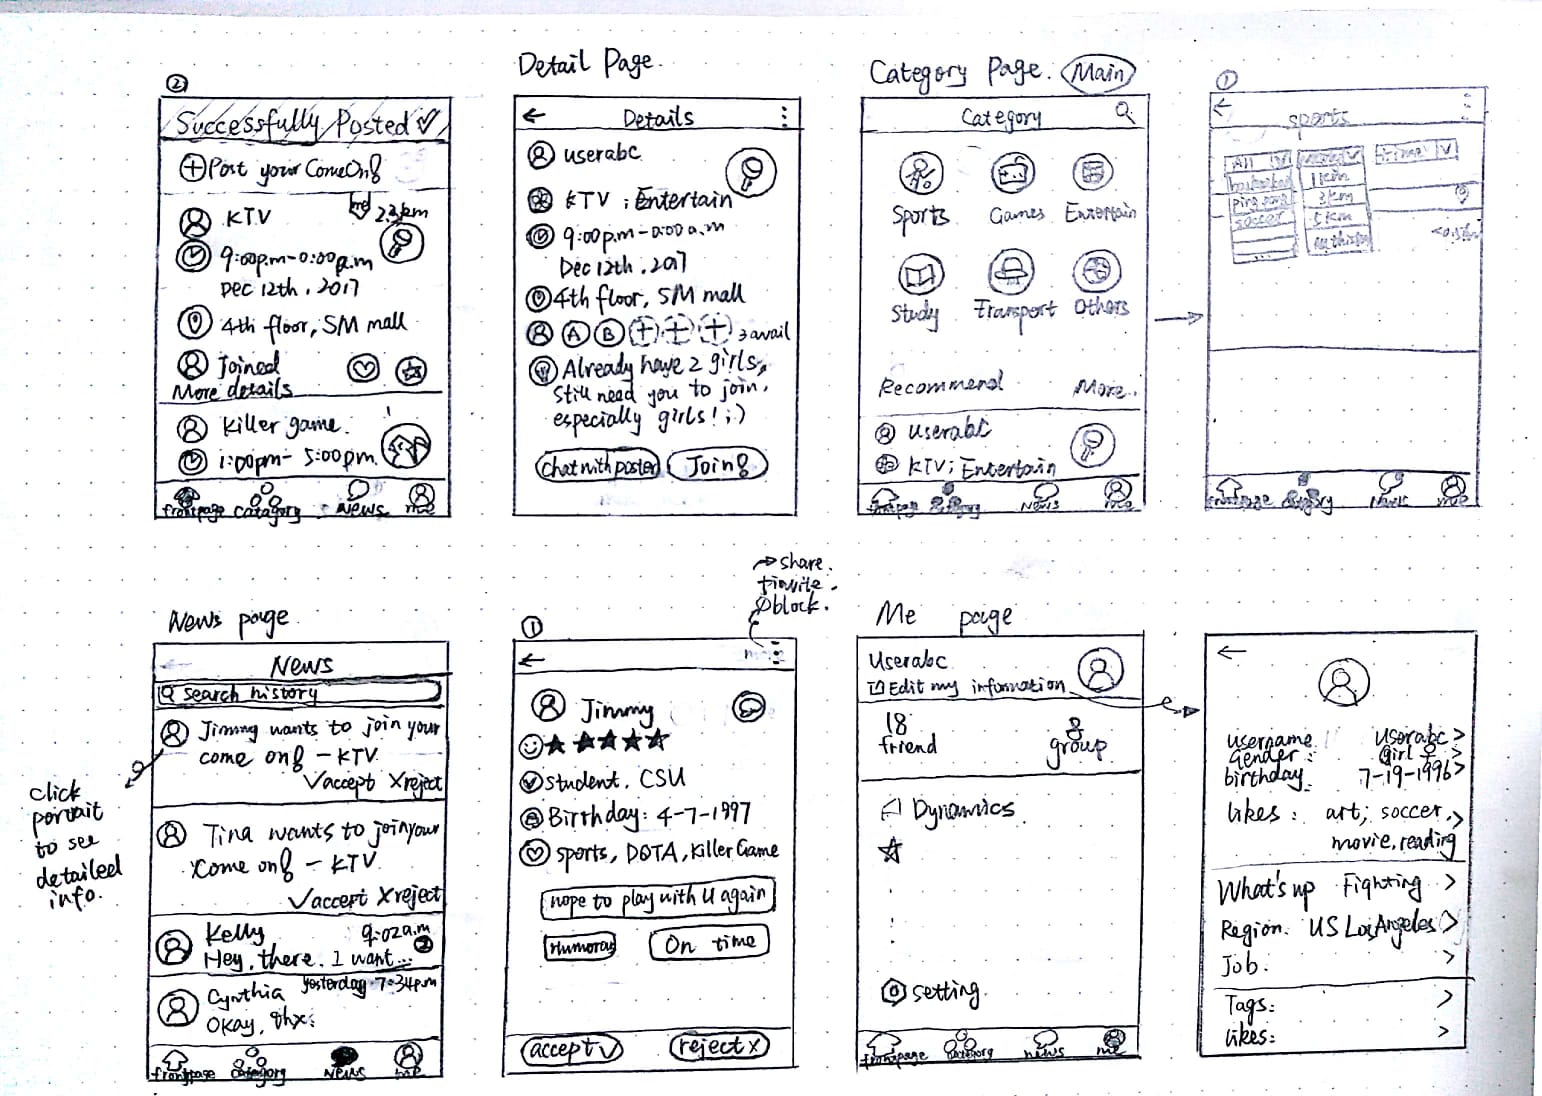 ②
Successfully Posted
Post your ComeOn!
KTV
2.3km
9:00p.m-0:00a.m
Dec 12th, 2017
4th floor, SM mall
Joined
More details
killer game.
1:00pm- 5:00pm.
frontpage catagory News me
Detail Page.
Details
userabc
KTV ; Entertain
9:00p.m-0:00a.m
Dec 12th, 2017
4th floor, SM mall
A B 3 avail
Already have 2 girls,
Still need you to join,
especially girls! ;)
Chat with poster Join!
Category Page. Main
Category
Sports Games Entertain
Study Transport Others
Recommend More..
userabc
KTV; Entertain
frontpage category News me
①
sports
All time
basketball 1km
ping pong 3km
soccer 5km
...
<0.5km
frontpage category News me
News page
News
search history
Jimmy wants to join your
come on! - KTV
accept reject
Tina wants to join your
come on! - KTV
accept reject
Kelly 9:02a.m
Hey, there. I want... 2
Cynthia yesterday 7:34p.m
Okay, thx.
frontpage category News me
click
portait
to see
detailed
info.
①
share.
+invite.
block.
Jimmy
student, CSU
Birthday: 4-7-1997
sports, DOTA, Killer Game
hope to play with U again
Humorous On time
accept reject
Me page
Userabc
Edit my information
18
friend group
Dynamics
setting
frontpage category news me
username userabc >
Gender: girl >
birthday 7-19-1996 >
likes: art; soccer, >
movie, reading
What's up Fighting >
Region. US Los Angeles >
Job. >
Tags: >
likes: >